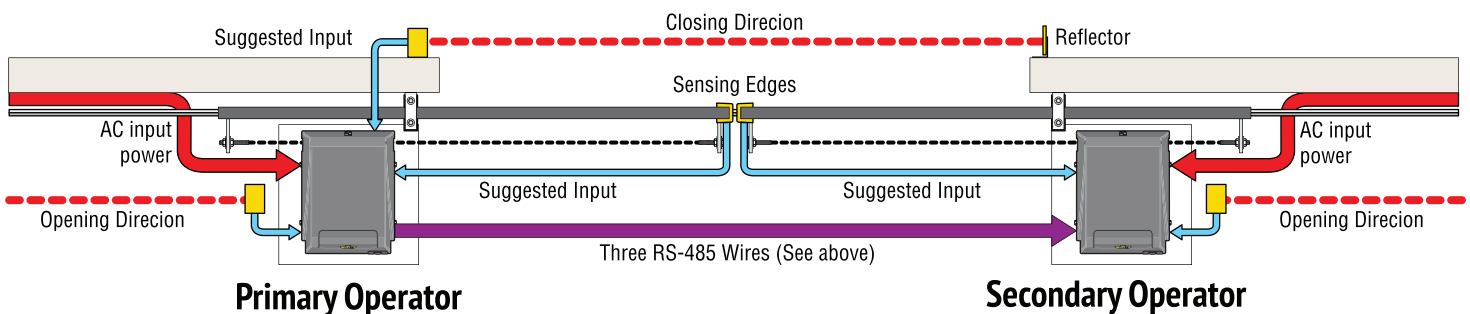 Closing Direcion
Suggested Input
Reflector
Sensing Edges
AC input
power
AC input
power
Suggested Input
Suggested Input
Opening Direcion
Opening Direcion
Three RS-485 Wires (See above)
Primary Operator
Secondary Operator